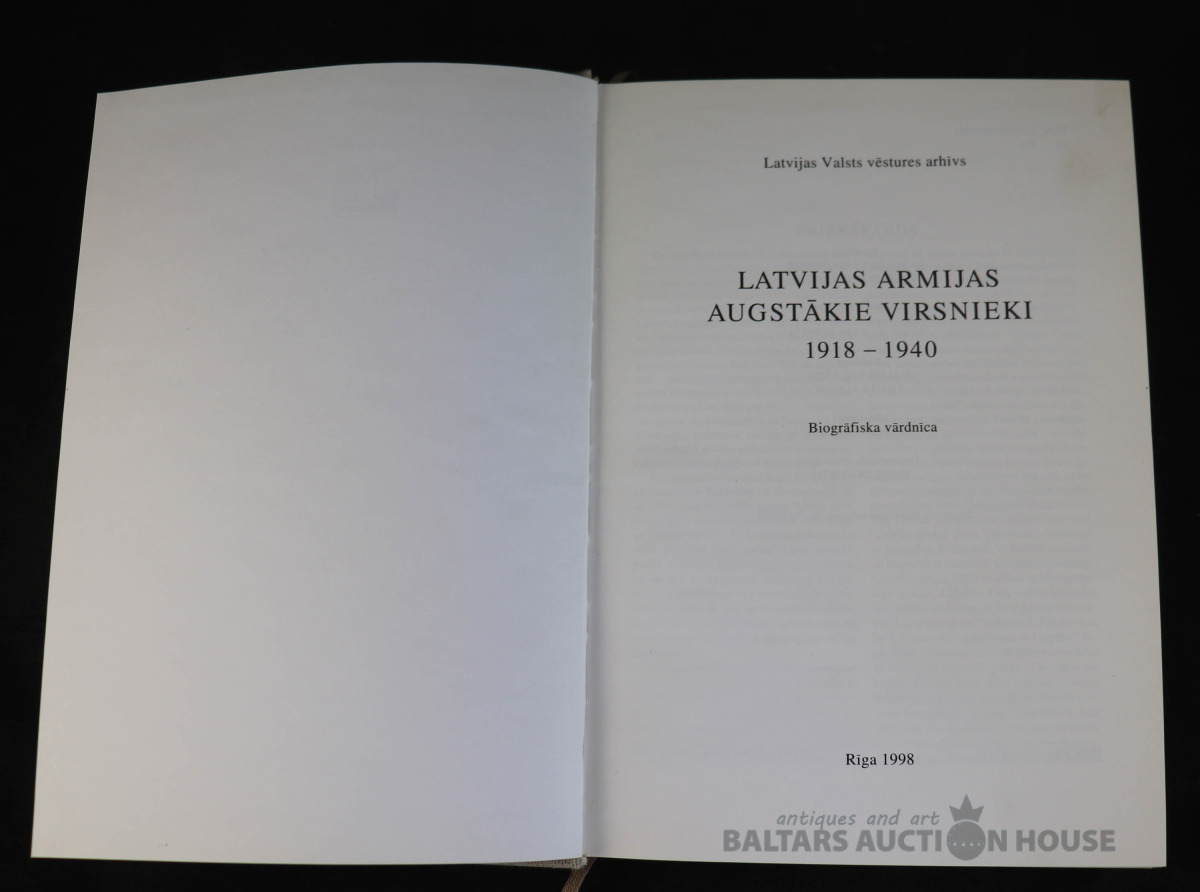 Latvijas Valsts vēstures arhīvs
LATVIJAS ARMIJAS
AUGSTĀKIE VIRSNIEKI
1918 – 1940
Biogrāfiska vārdnīca
Rīga 1998
antiques and art
BALTARS AUCTION HOUSE